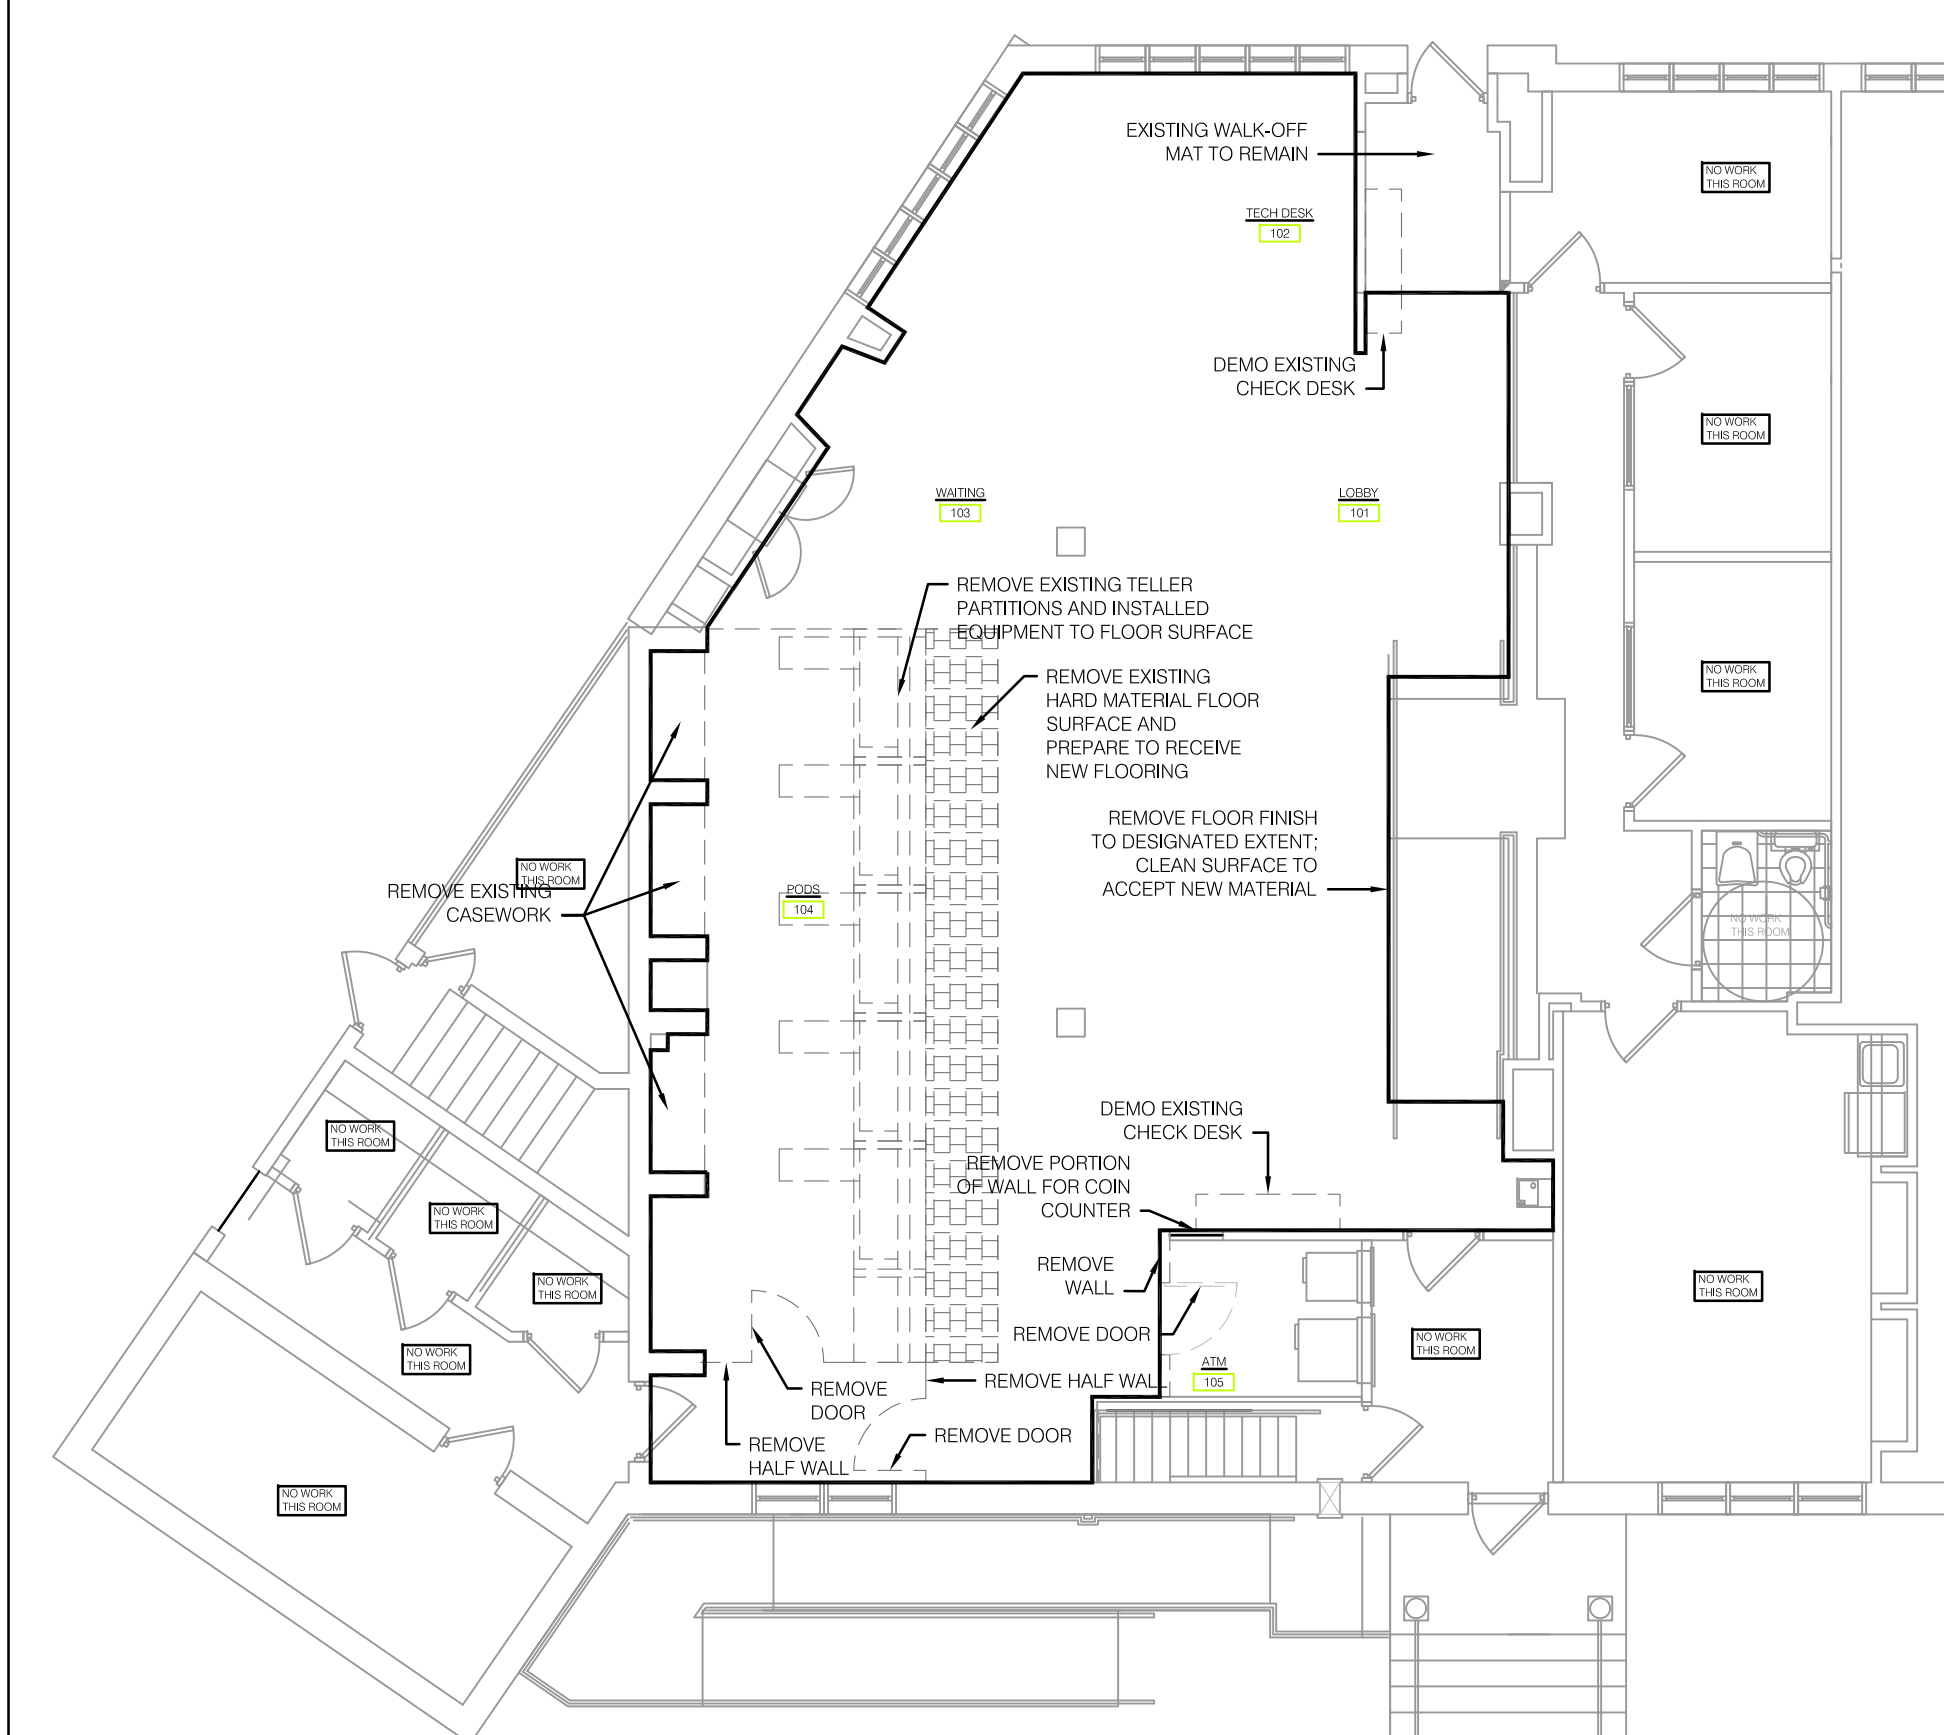 EXISTING WALK-OFF
MAT TO REMAIN
NO WORK
THIS ROOM
TECH DESK
102
DEMO EXISTING
CHECK DESK
NO WORK
THIS ROOM
WAITING
103
LOBBY
101
REMOVE EXISTING TELLER
PARTITIONS AND INSTALLED
EQUIPMENT TO FLOOR SURFACE
REMOVE EXISTING
HARD MATERIAL FLOOR
SURFACE AND
PREPARE TO RECEIVE
NEW FLOORING
NO WORK
THIS ROOM
REMOVE FLOOR FINISH
TO DESIGNATED EXTENT;
CLEAN SURFACE TO
ACCEPT NEW MATERIAL
NO WORK
THIS ROOM
REMOVE EXISTING
CASEWORK
PODS
104
NO WORK
THIS ROOM
DEMO EXISTING
CHECK DESK
NO WORK
THIS ROOM
REMOVE PORTION
OF WALL FOR COIN
COUNTER
NO WORK
THIS ROOM
REMOVE
WALL
NO WORK
THIS ROOM
NO WORK
THIS ROOM
REMOVE DOOR
NO WORK
THIS ROOM
NO WORK
THIS ROOM
ATM
105
REMOVE HALF WALL
REMOVE
DOOR
REMOVE DOOR
REMOVE
HALF WALL
NO WORK
THIS ROOM